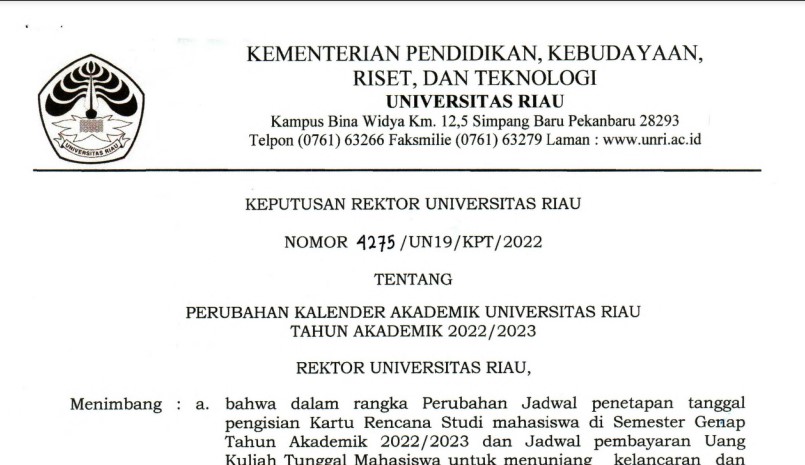 KEMENTERIAN PENDIDIKAN, KEBUDAYAAN,
RISET, DAN TEKNOLOGI
UNIVERSITAS RIAU
Kampus Bina Widya Km. 12,5 Simpang Baru Pekanbaru 28293
Telpon (0761) 63266 Faksmilie (0761) 63279 Laman : www.unri.ac.id
UNIVERSITAS RIAU
KEPUTUSAN REKTOR UNIVERSITAS RIAU
NOMOR 4275/UN19/KPT/2022
TENTANG
PERUBAHAN KALENDER AKADEMIK UNIVERSITAS RIAU
TAHUN AKADEMIK 2022/2023
REKTOR UNIVERSITAS RIAU,
Menimbang : a. bahwa dalam rangka Perubahan Jadwal penetapan tanggal
pengisian Kartu Rencana Studi mahasiswa di Semester Genap
Tahun Akademik 2022/2023 dan Jadwal pembayaran Uang
Kuliah Tunggal Mahasiswa untuk menunjang kelancaran dan